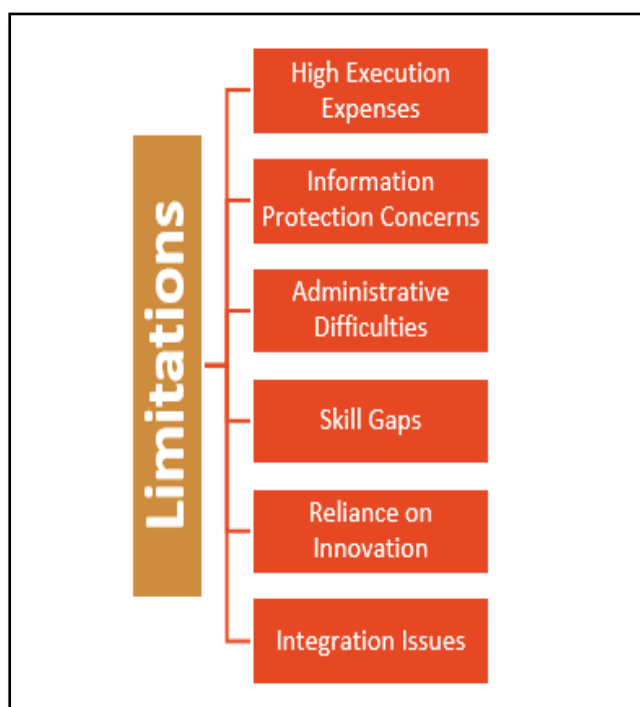 Limitations
High Execution
Expenses
Information
Protection Concerns
Administrative
Difficulties
Skill Gaps
Reliance on
Innovation
Integration Issues